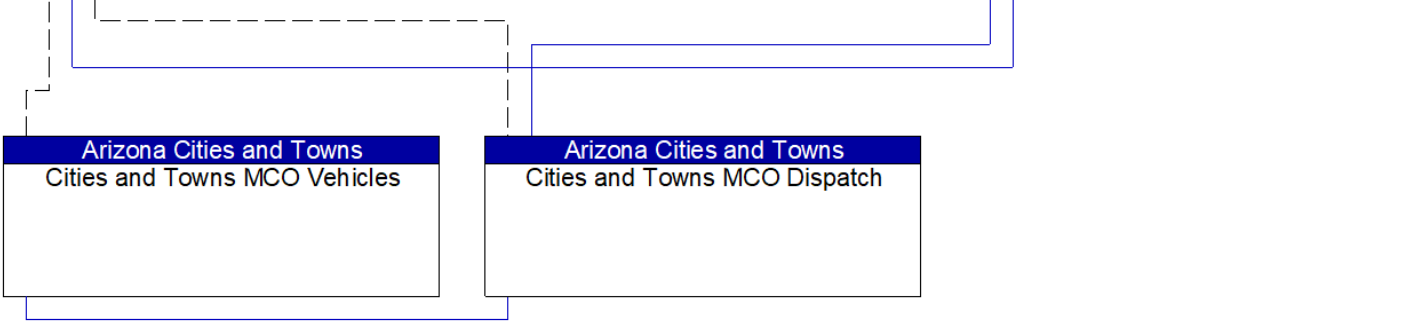 Arizona Cities and Towns
Cities and Towns MCO Vehicles
Arizona Cities and Towns
Cities and Towns MCO Dispatch